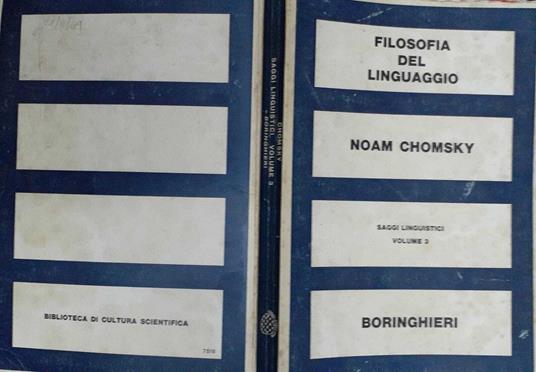 FILOSOFIA
DEL
LINGUAGGIO
NOAM CHOMSKY
SAGGI LINGUISTICI
VOLUME 3
BORINGHIERI
CHOMSKY
SAGGI LINGUISTICI, VOLUME 3
BORINGHIERI
BIBLIOTECA DI CULTURA SCIENTIFICA